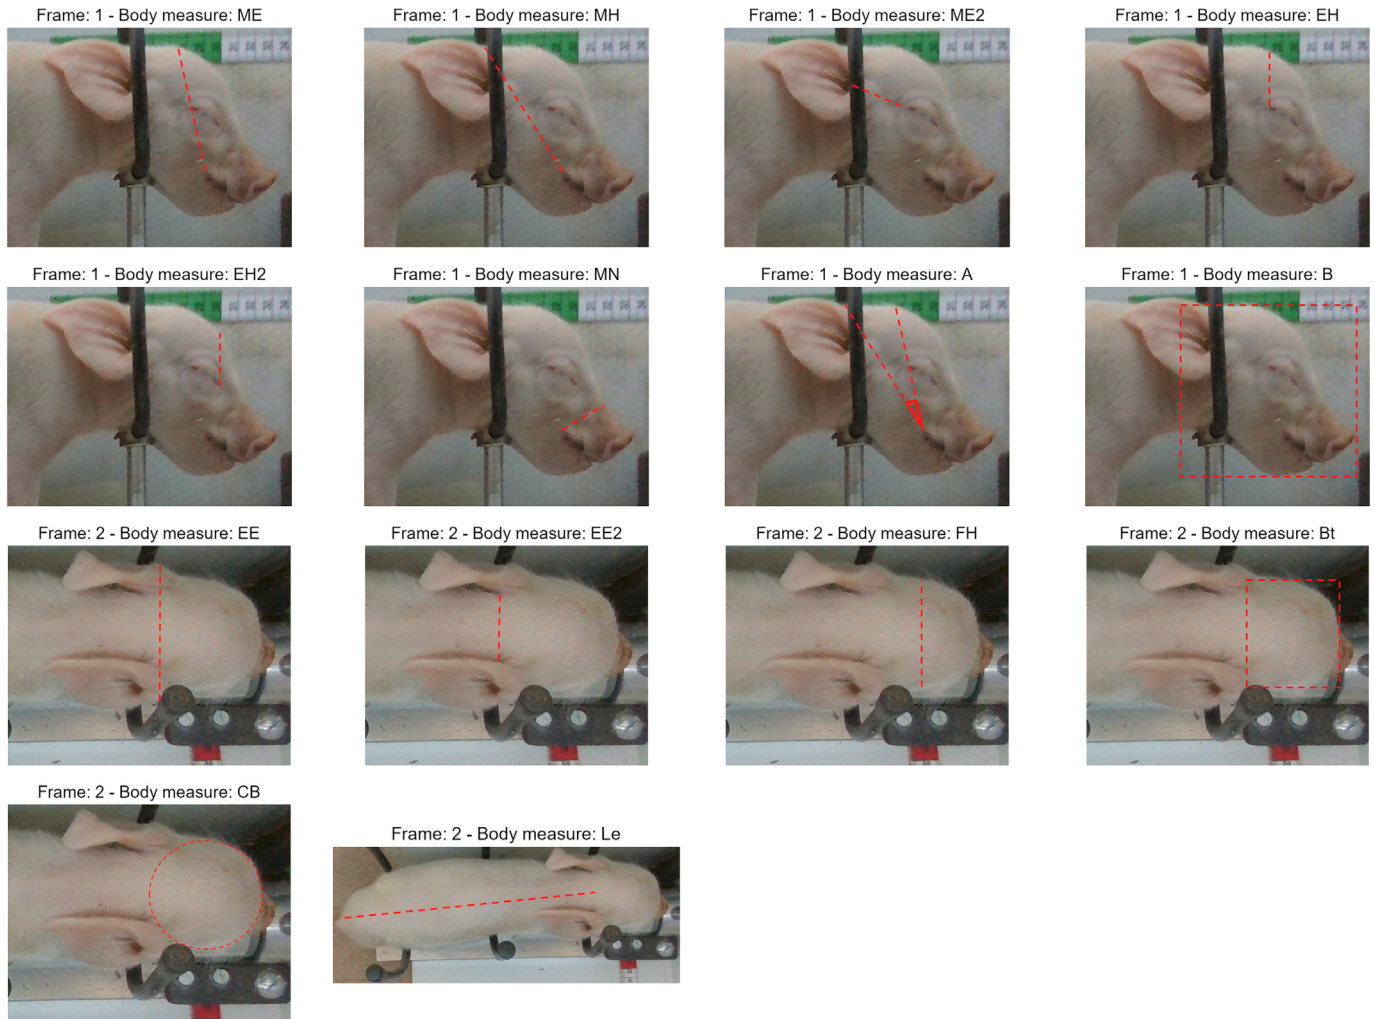 Frame: 1 - Body measure: ME
Frame: 1 - Body measure: MH
Frame: 1 - Body measure: ME2
Frame: 1 - Body measure: EH
Frame: 1 - Body measure: EH2
Frame: 1 - Body measure: MN
Frame: 1 - Body measure: A
Frame: 1 - Body measure: B
Frame: 2 - Body measure: EE
Frame: 2 - Body measure: EE2
Frame: 2 - Body measure: FH
Frame: 2 - Body measure: Bt
Frame: 2 - Body measure: CB
Frame: 2 - Body measure: Le